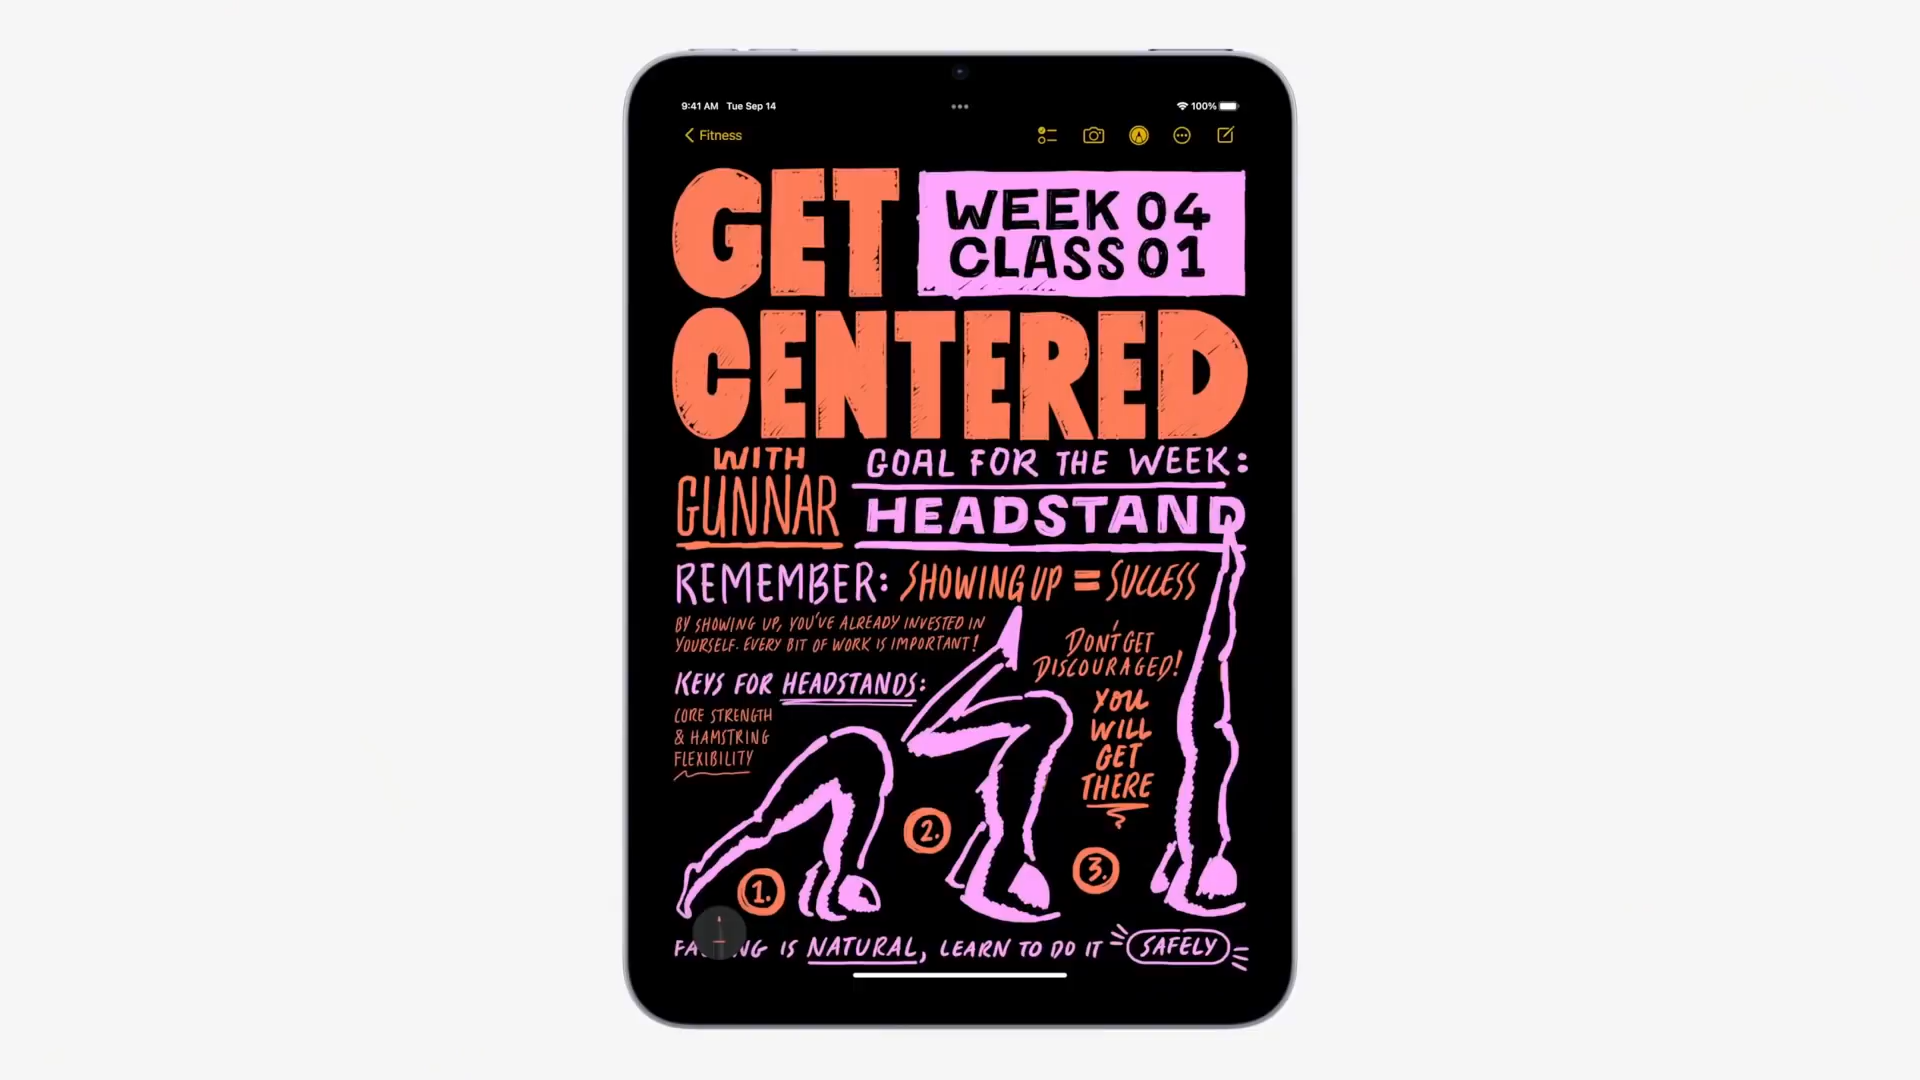 9:41 AM Tue Sep 14
100%
Fitness
GET
WEEK 04
CLASS 01
CENTERED
WITH
GUNNAR
GOAL FOR THE WEEK:
HEADSTAND
REMEMBER: SHOWING UP = SUCCESS
BY SHOWING UP, YOU'VE ALREADY INVESTED IN
YOURSELF. EVERY BIT OF WORK IS IMPORTANT!
DON'T GET
DISCOURAGED!
YOU
WILL
GET
THERE
KEYS FOR HEADSTANDS:
CORE STRENGTH
& HAMSTRING
FLEXIBILITY
1.
2.
3.
IS NATURAL, LEARN TO DO IT SAFELY